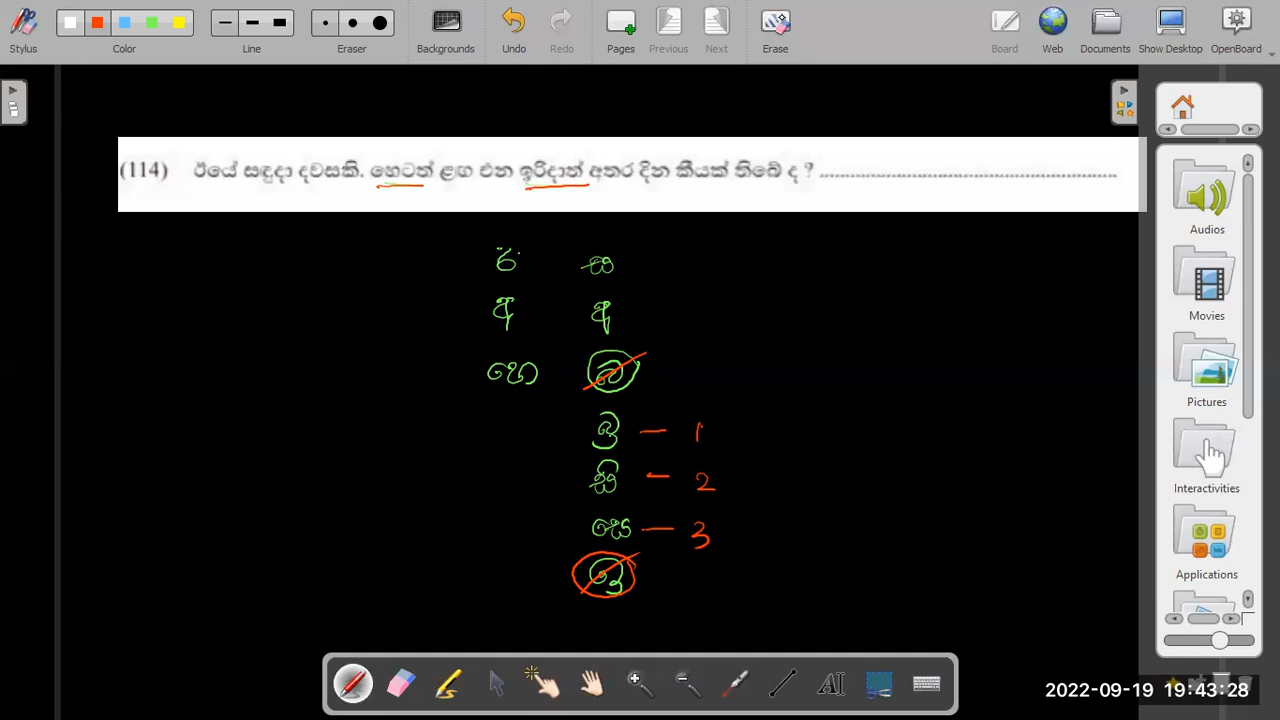 Stylus Color Line Eraser Backgrounds Undo Redo Pages Previous Next Erase Board Web Documents Show Desktop OpenBoard
(114) ඊයේ සඳුදා දවසකි. හෙටත් ළඟ එන ඉරිදාත් අතර දින කීයක් තිබේ ද ? ................................................................
ඊ ස
අ අ
හෙ බ
බ්‍ර – 1
සි – 2
සෙ – 3
ඉ
Audios
Movies
Pictures
Interactivities
Applications
2022-09-19 19:43:28